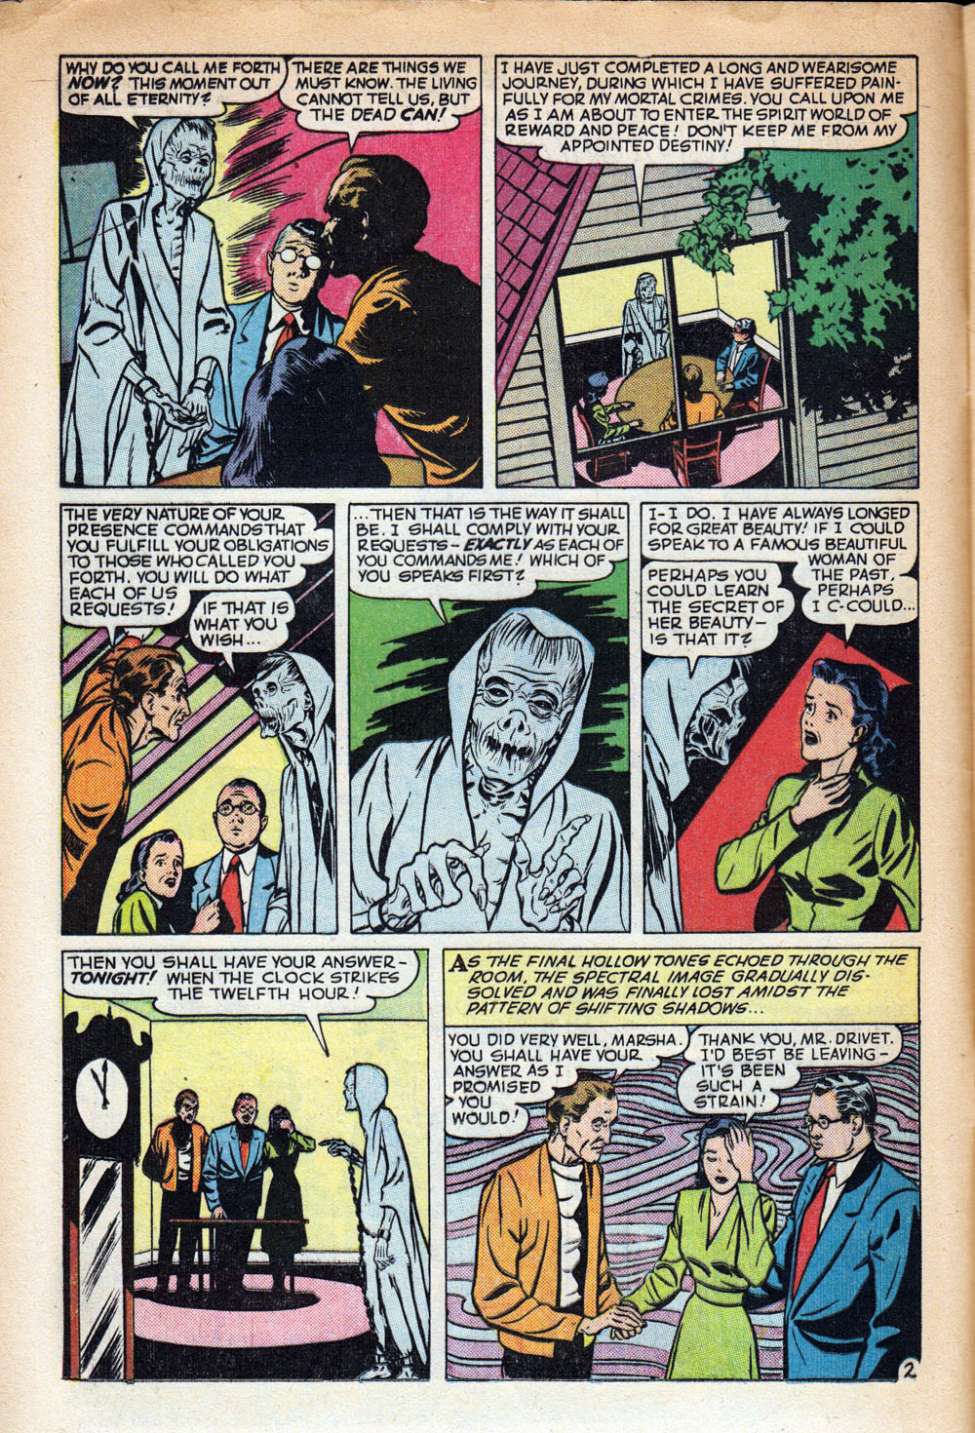 WHY DO YOU CALL ME FORTH
NOW? THIS MOMENT OUT
OF ALL ETERNITY?
THERE ARE THINGS WE
MUST KNOW. THE LIVING
CANNOT TELL US, BUT
THE DEAD CAN!
I HAVE JUST COMPLETED A LONG AND WEARISOME
JOURNEY, DURING WHICH I HAVE SUFFERED PAIN-
FULLY FOR MY MORTAL CRIMES. YOU CALL UPON ME
AS I AM ABOUT TO ENTER THE SPIRIT WORLD OF
REWARD AND PEACE! DON'T KEEP ME FROM MY
APPOINTED DESTINY!
THE VERY NATURE OF YOUR
PRESENCE COMMANDS THAT
YOU FULFILL YOUR OBLIGATIONS
TO THOSE WHO CALLED YOU
FORTH. YOU WILL DO WHAT
EACH OF US
REQUESTS!
IF THAT IS
WHAT YOU
WISH...
...THEN THAT IS THE WAY IT SHALL
BE. I SHALL COMPLY WITH YOUR
REQUESTS - EXACTLY AS EACH OF
YOU COMMANDS ME! WHICH OF
YOU SPEAKS FIRST?
I-I DO. I HAVE ALWAYS LONGED
FOR GREAT BEAUTY! IF I COULD
SPEAK TO A FAMOUS BEAUTIFUL
WOMAN OF
THE PAST,
PERHAPS
I C-COULD...
PERHAPS YOU
COULD LEARN
THE SECRET OF
HER BEAUTY-
IS THAT IT?
THEN YOU SHALL HAVE YOUR ANSWER-
TONIGHT! WHEN THE CLOCK STRIKES
THE TWELFTH HOUR!
AS THE FINAL HOLLOW TONES ECHOED THROUGH THE
ROOM, THE SPECTRAL IMAGE GRADUALLY DIS-
SOLVED AND WAS FINALLY LOST AMIDST THE
PATTERN OF SHIFTING SHADOWS...
YOU DID VERY WELL, MARSHA.
YOU SHALL HAVE YOUR
ANSWER AS I
PROMISED
YOU
WOULD!
THANK YOU, MR. DRIVET.
I'D BEST BE LEAVING-
IT'S BEEN
SUCH A
STRAIN!
2